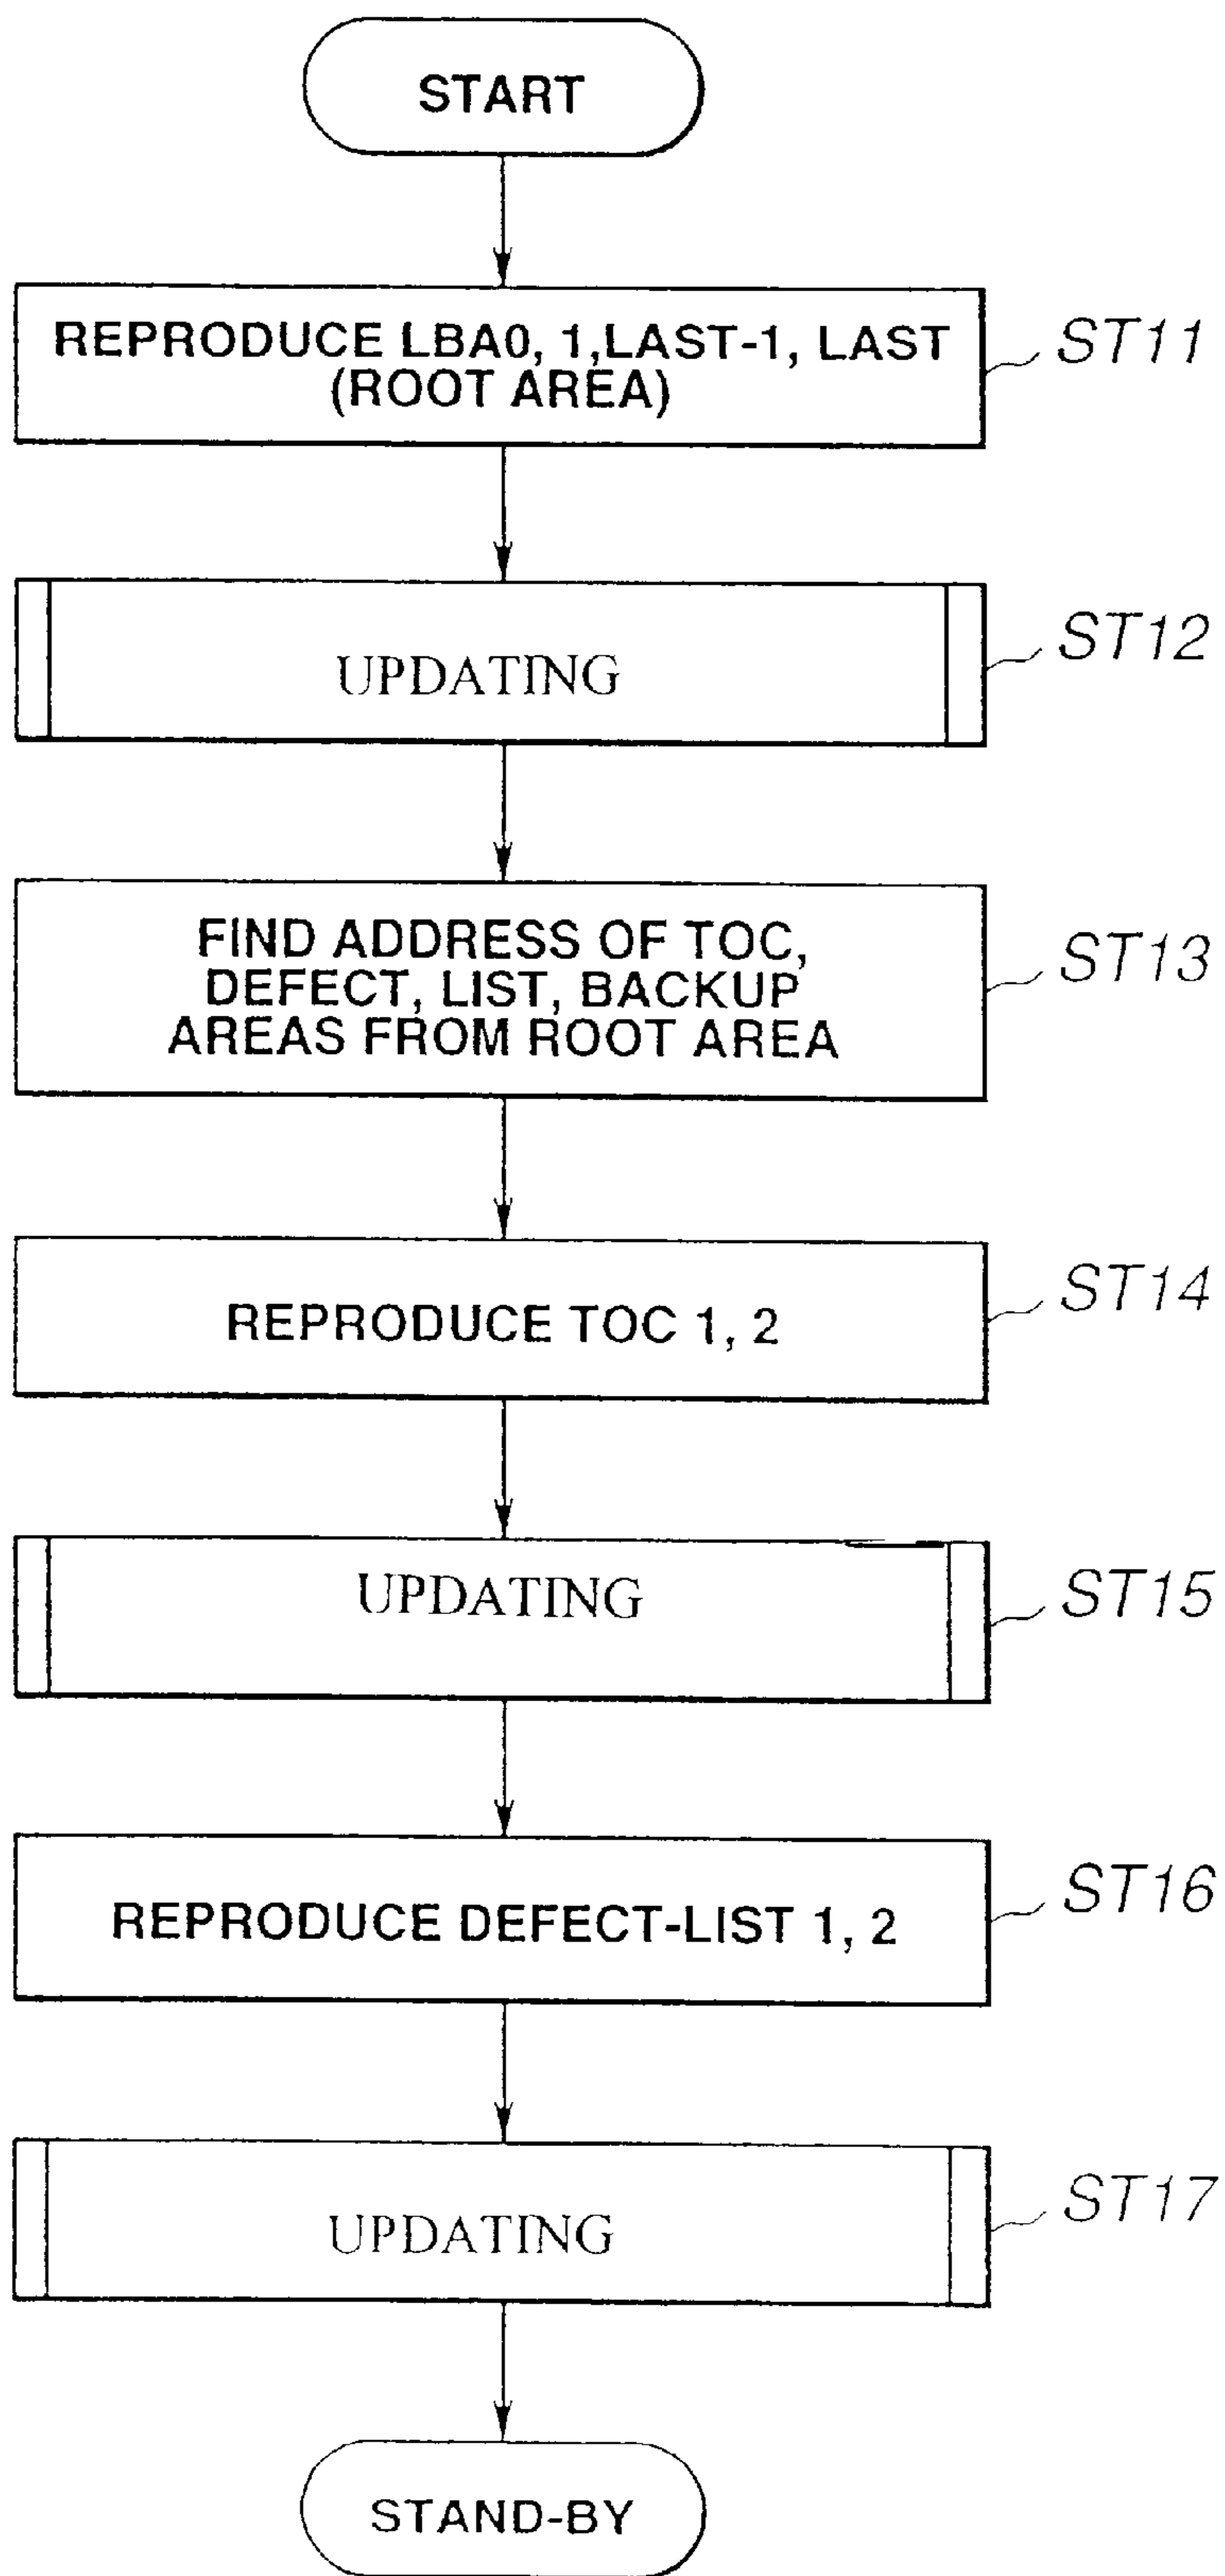 START
REPRODUCE LBA0, 1,LAST-1, LAST
(ROOT AREA)
ST11
UPDATING
ST12
FIND ADDRESS OF TOC,
DEFECT, LIST, BACKUP
AREAS FROM ROOT AREA
ST13
REPRODUCE TOC 1, 2
ST14
UPDATING
ST15
REPRODUCE DEFECT-LIST 1, 2
ST16
UPDATING
ST17
STAND-BY